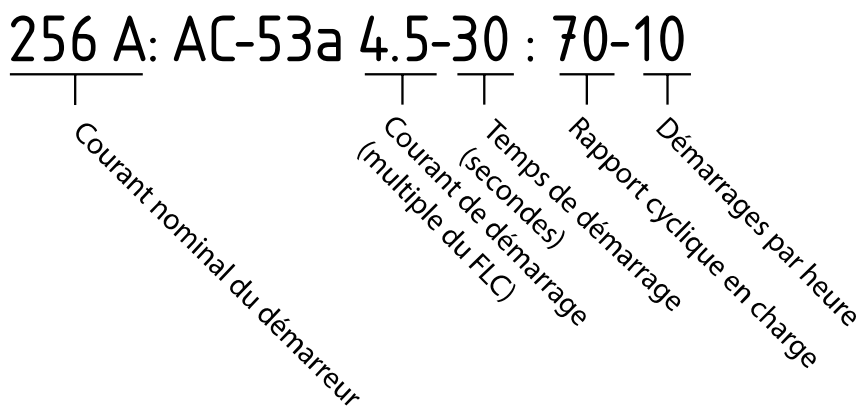 256 A: AC-53a 4.5-30 : 70-10
Courant nominal du démarreur
Courant de démarrage
(multiple du FLC)
Temps de démarrage
(secondes)
Rapport cyclique en charge
Démarrages par heure